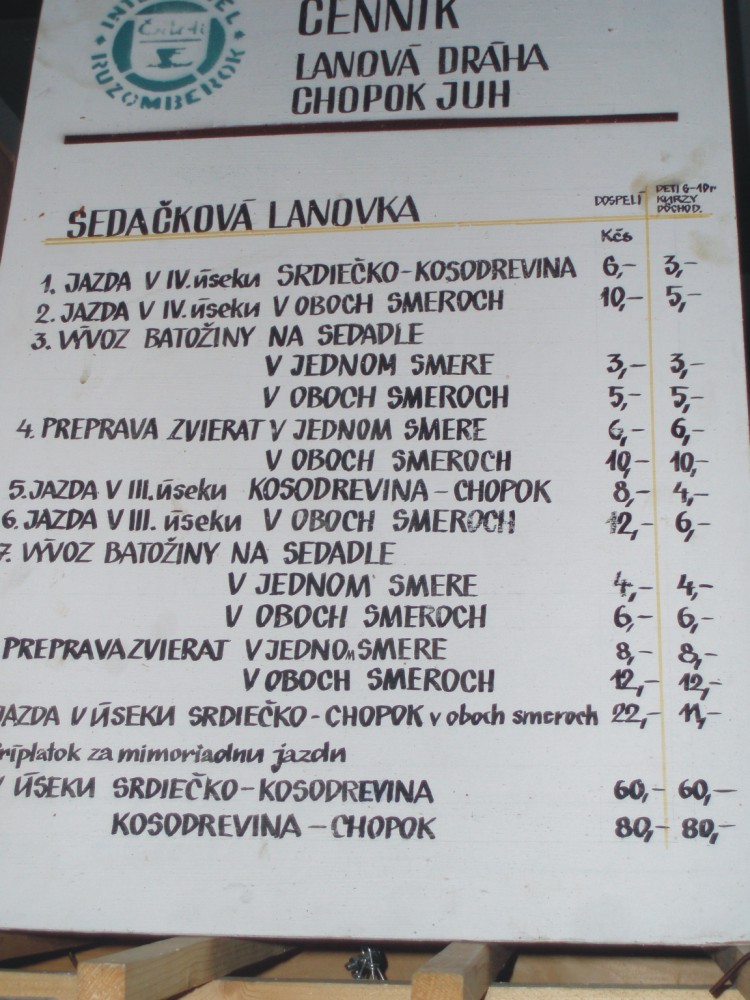 RUŽOMBEROK
CENNÍK
LANOVÁ DRÁHA
CHOPOK JUH
SEDAČKOVÁ LANOVKA
DOSPELÍ
DETI 6-10r
KURZY
DOCHOD.
Kčs
1. JAZDA V IV. úseku SRDIEČKO-KOSODREVINA 6,- 3,-
2. JAZDA V IV. úseku V OBOCH SMEROCH 10,- 5,-
3. VÝVOZ BATOŽINY NA SEDADLE
V JEDNOM SMERE 3,- 3,-
V OBOCH SMEROCH 5,- 5,-
4. PREPRAVA ZVIERAT V JEDNOM SMERE 6,- 6,-
V OBOCH SMEROCH 10,- 10,-
5. JAZDA V III. úseku KOSODREVINA - CHOPOK 8,- 4,-
6. JAZDA V III. úseku V OBOCH SMEROCH 12,- 6,-
7. VÝVOZ BATOŽINY NA SEDADLE
V JEDNOM SMERE 4,- 4,-
V OBOCH SMEROCH 6,- 6,-
PREPRAVA ZVIERAT V JEDNOM SMERE 8,- 8,-
V OBOCH SMEROCH 12,- 12,-
JAZDA V ÚSEKU SRDIEČKO - CHOPOK v oboch smeroch 22,- 11,-
ríplatok za mimoriadnu jazdu
V ÚSEKU SRDIEČKO - KOSODREVINA 60,- 60,-
KOSODREVINA - CHOPOK 80,- 80,-